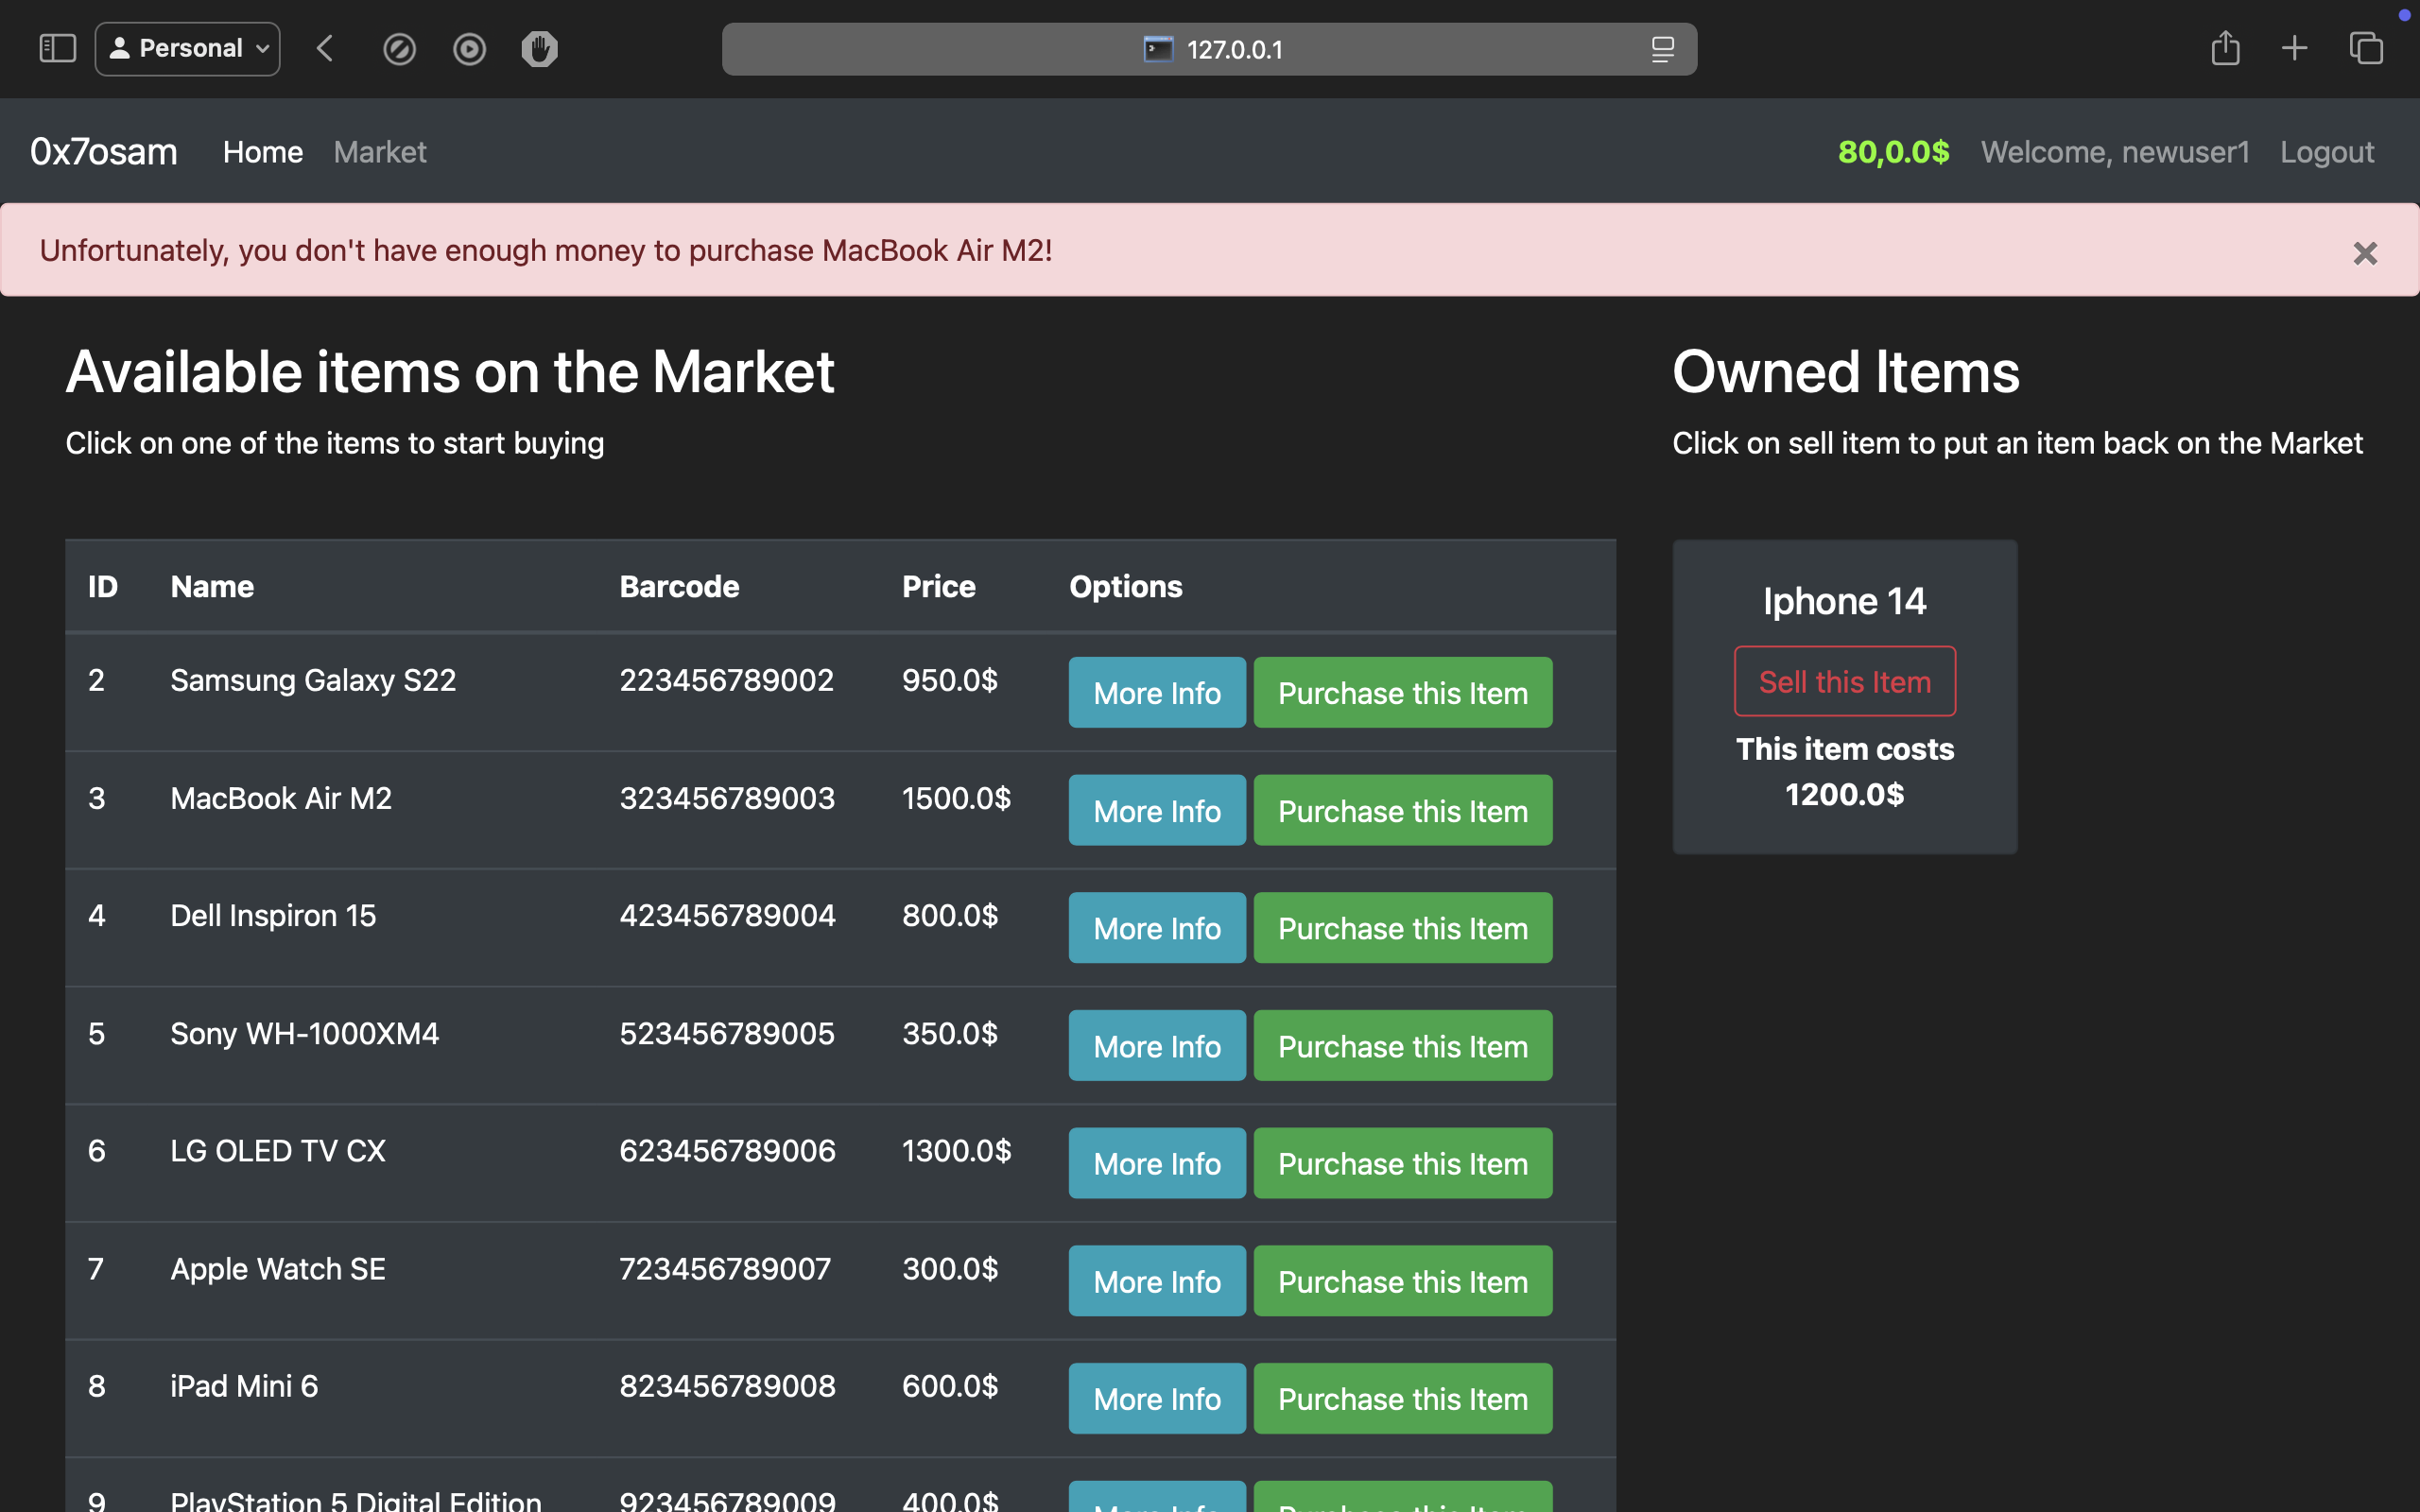 Personal
127.0.0.1
0x7osam Home Market 80,0.0$ Welcome, newuser1 Logout
Unfortunately, you don't have enough money to purchase MacBook Air M2!
Available items on the Market
Click on one of the items to start buying
Owned Items
Click on sell item to put an item back on the Market
ID Name Barcode Price Options
2 Samsung Galaxy S22 223456789002 950.0$ More Info Purchase this Item
3 MacBook Air M2 323456789003 1500.0$ More Info Purchase this Item
4 Dell Inspiron 15 423456789004 800.0$ More Info Purchase this Item
5 Sony WH-1000XM4 523456789005 350.0$ More Info Purchase this Item
6 LG OLED TV CX 623456789006 1300.0$ More Info Purchase this Item
7 Apple Watch SE 723456789007 300.0$ More Info Purchase this Item
8 iPad Mini 6 823456789008 600.0$ More Info Purchase this Item
9 PlayStation 5 Digital Edition 923456789009 400.0$ More Info Purchase this Item
Iphone 14
Sell this Item
This item costs
1200.0$